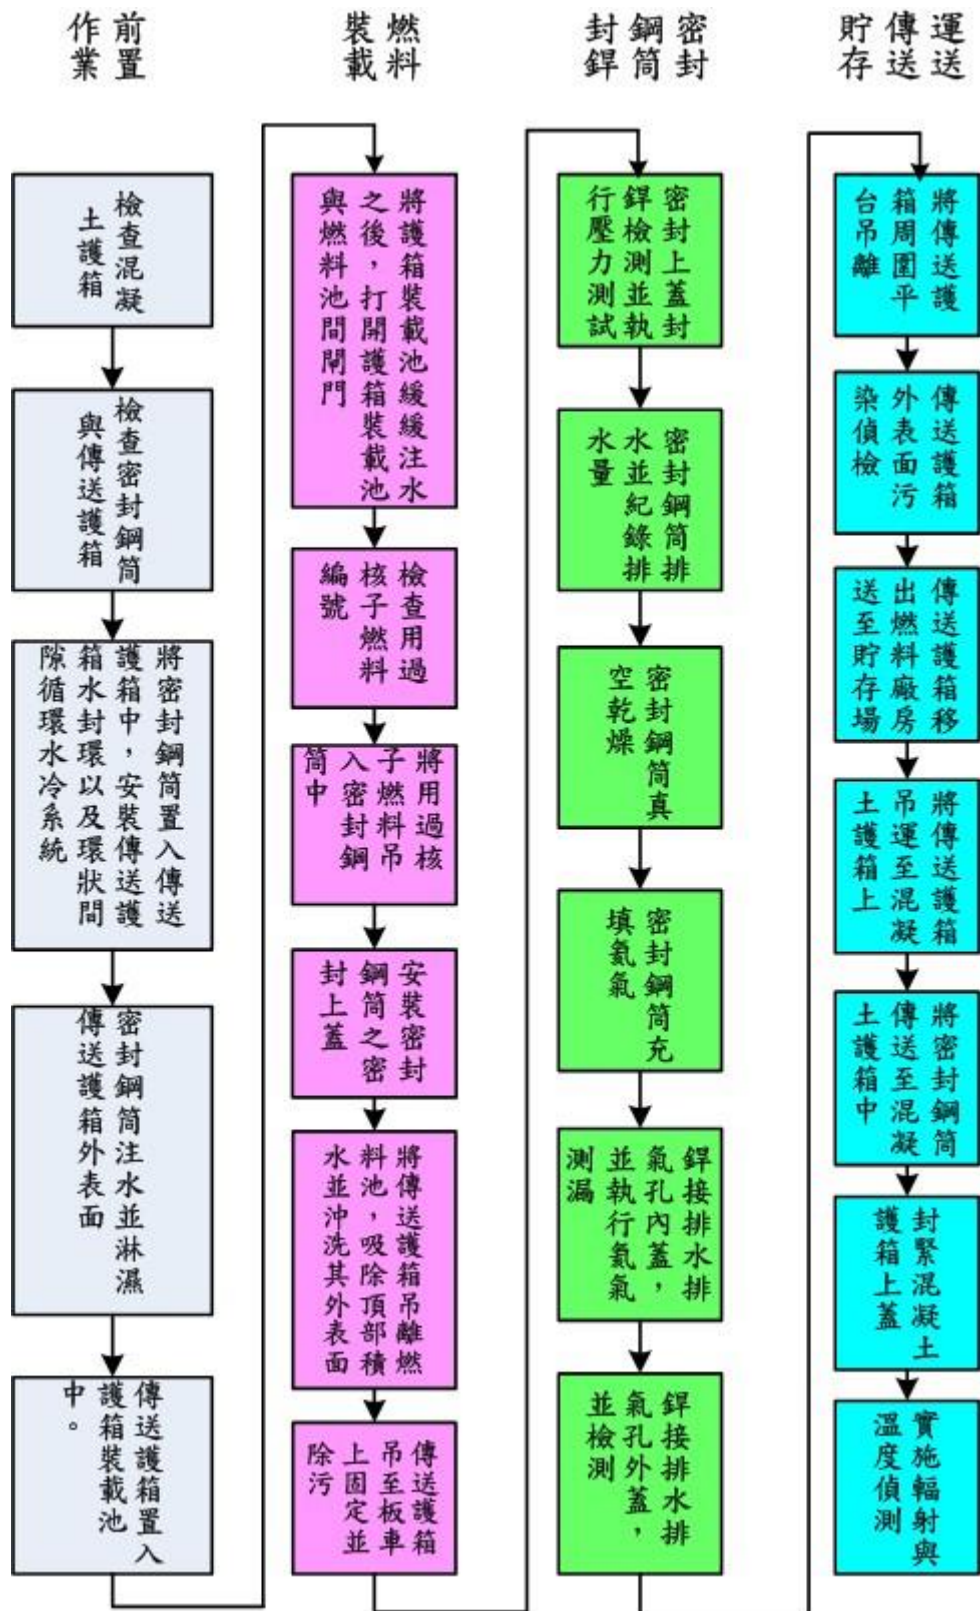 前置
作業
檢查混凝
土護箱
檢查密封鋼筒
與傳送護箱
將密封鋼筒置入傳送
護箱中，安裝傳送護
箱水封環以及環狀間
隙循環水冷系統
密封鋼筒注水並淋濕
傳送護箱外表面
傳送護箱置入
護箱裝載池
中。
燃料
裝載
將護箱裝載池緩緩注水
之後，打開護箱裝載池
與燃料池間閘門
檢查用過
核子燃料
編號
將用過核
子燃料吊
入密封鋼
筒中
安裝密封
鋼筒之密
封上蓋
將傳送護箱吊離燃
料池，吸除頂部積
水並沖洗其外表面
傳送護箱
吊至板車
上固定並
除污
密封
鋼筒
封銲
密封上蓋封
銲檢測並執
行壓力測試
密封鋼筒排
水並紀錄排
水量
密封鋼筒真
空乾燥
密封鋼筒充
填氦氣
銲接排水排
氣孔內蓋，
並執行氦氣
測漏
銲接排水排
氣孔外蓋，
並檢測
運送
傳送
貯存
將傳送護
箱周圍平
台吊離
傳送護箱
外表面污
染偵檢
傳送護箱移
出燃料廠房
送至貯存場
將傳送護箱
吊運至混凝
土護箱上
將密封鋼筒
傳送至混凝
土護箱中
封緊混凝土
護箱上蓋
實施輻射與
溫度偵測